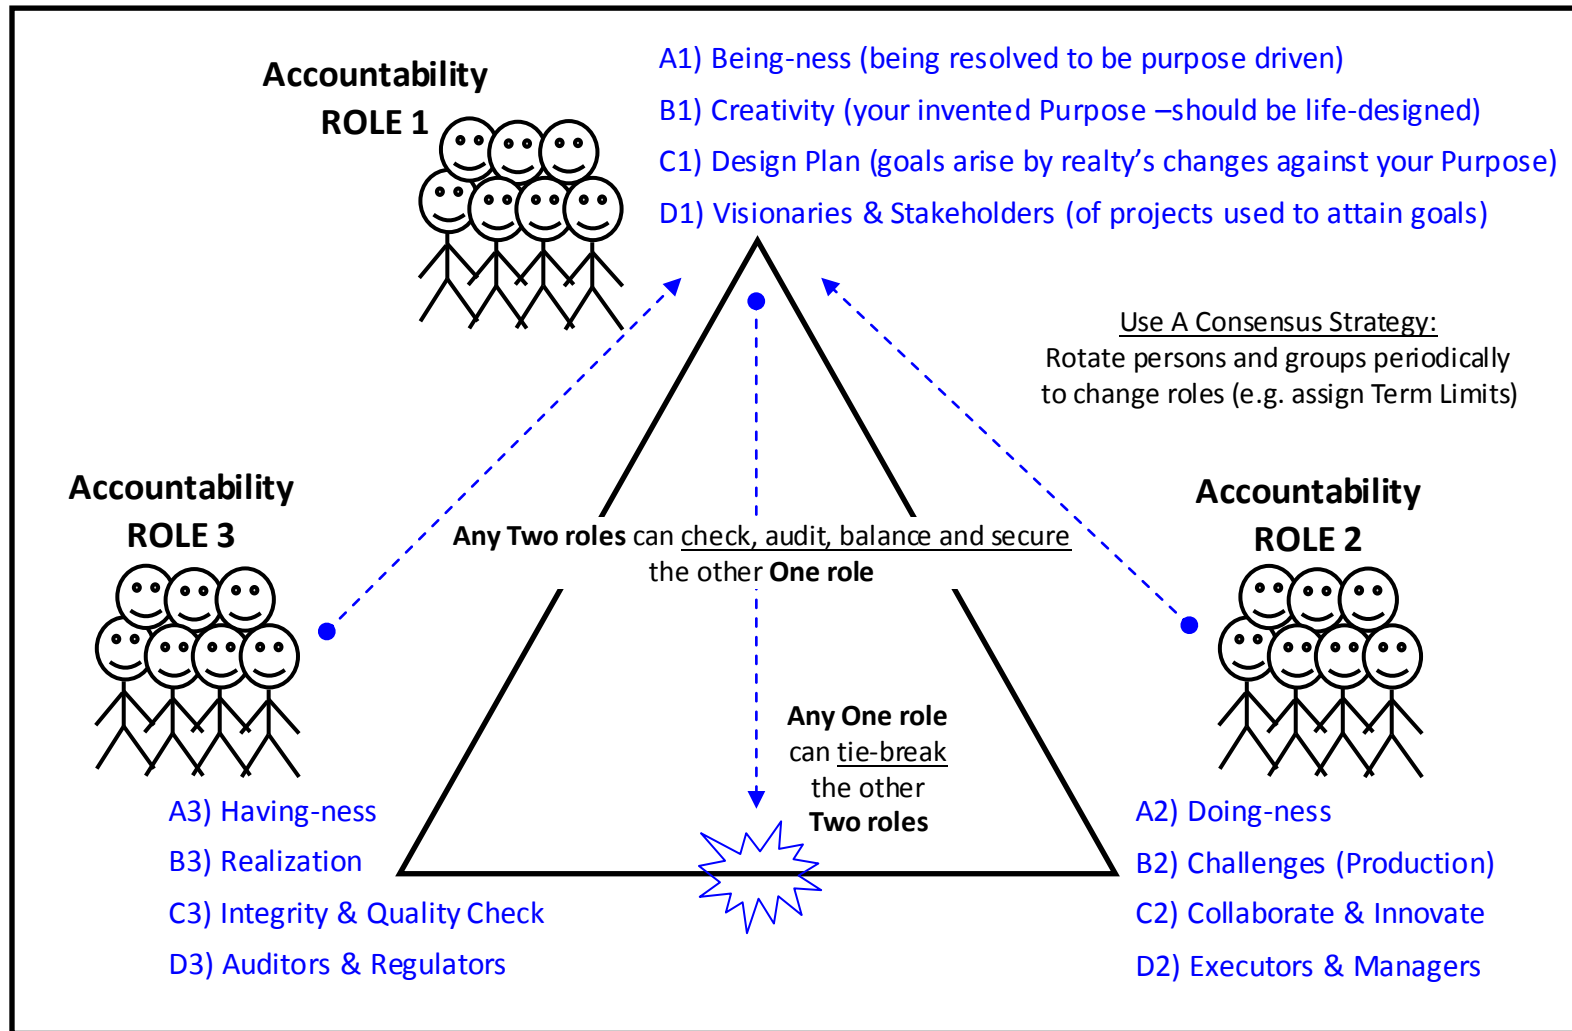 Accountability
ROLE 1
A1) Being-ness (being resolved to be purpose driven)
B1) Creativity (your invented Purpose –should be life-designed)
C1) Design Plan (goals arise by realty's changes against your Purpose)
D1) Visionaries & Stakeholders (of projects used to attain goals)
Use A Consensus Strategy:
Rotate persons and groups periodically
to change roles (e.g. assign Term Limits)
Accountability
ROLE 3
Any Two roles can check, audit, balance and secure
the other One role
Accountability
ROLE 2
Any One role
can tie-break
the other
Two roles
A3) Having-ness
B3) Realization
C3) Integrity & Quality Check
D3) Auditors & Regulators
A2) Doing-ness
B2) Challenges (Production)
C2) Collaborate & Innovate
D2) Executors & Managers